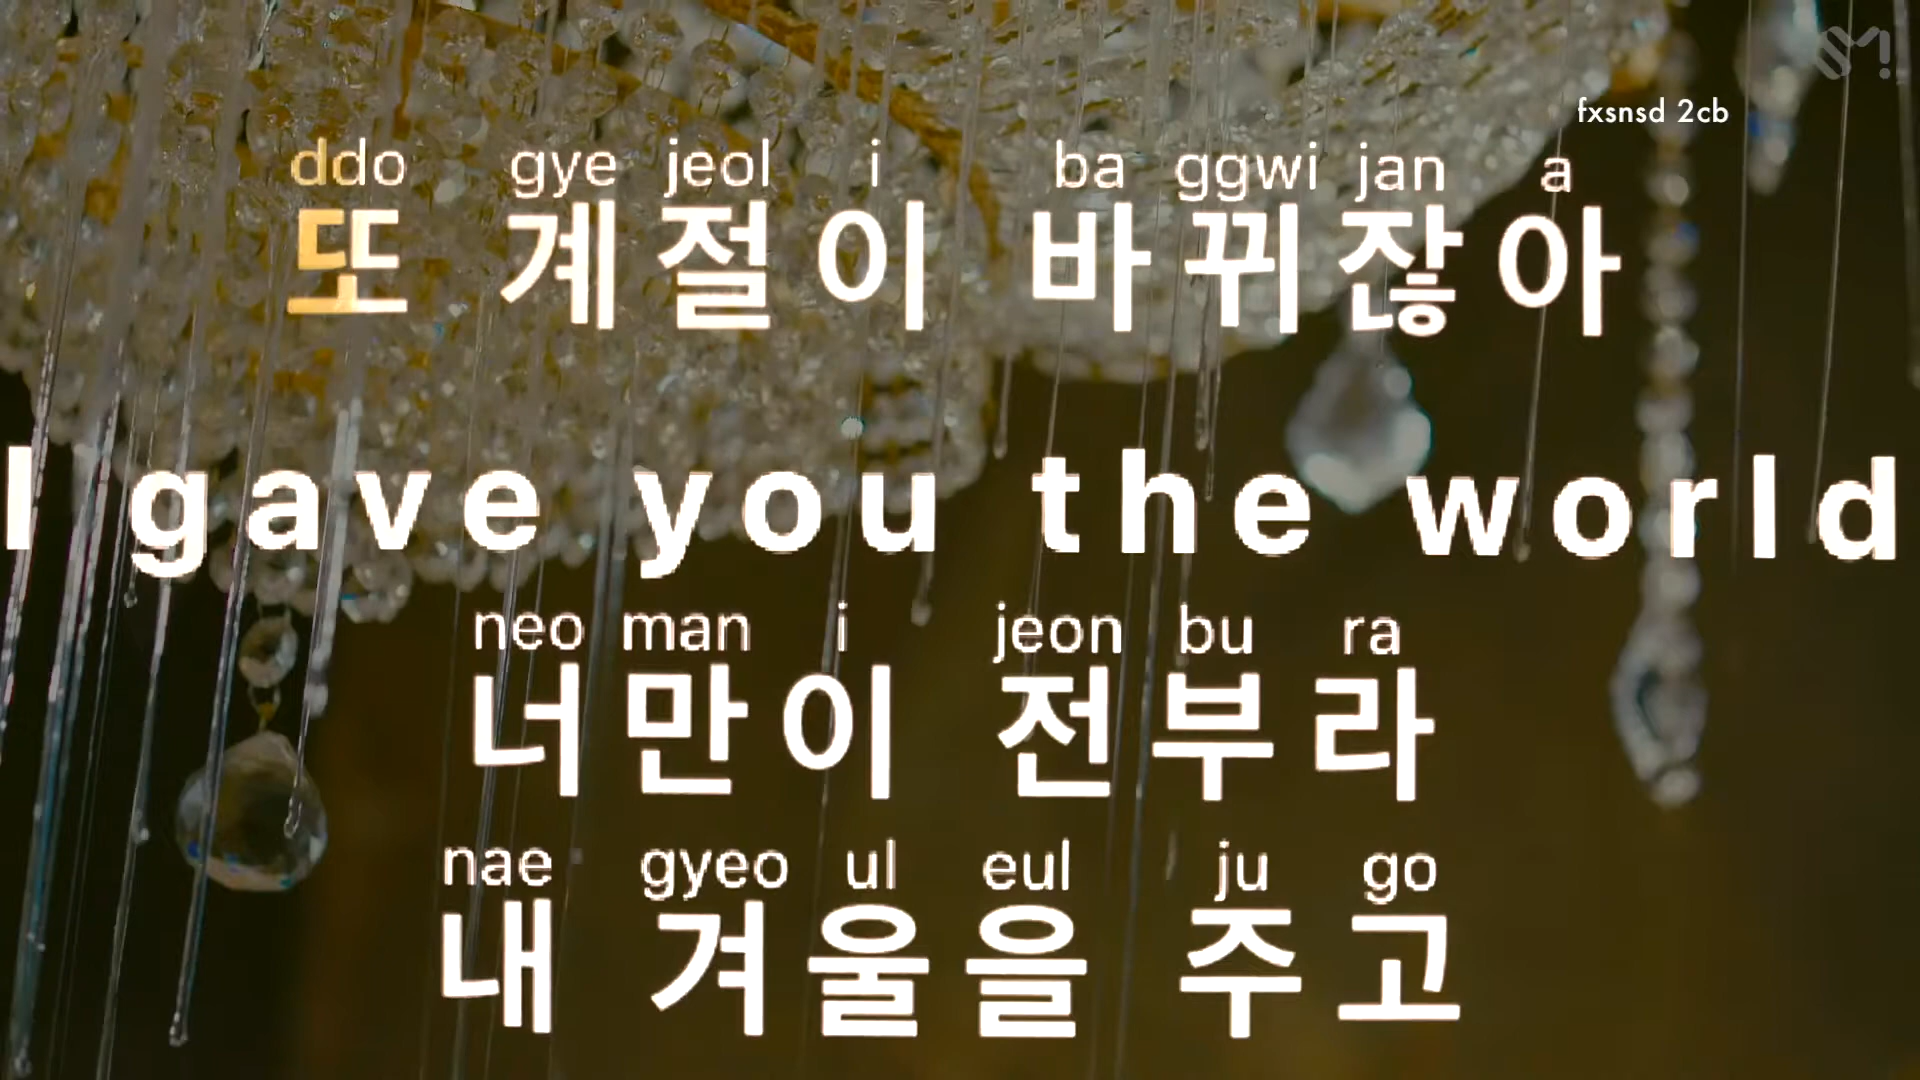 SM!
fxsnsd 2cb
ddo gye jeol i ba ggwi jan a
또 계절이 바뀌잖아
I gave you the world
neo man i jeon bu ra
너만이 전부라
nae gyeo ul eul ju go
내 겨울을 주고